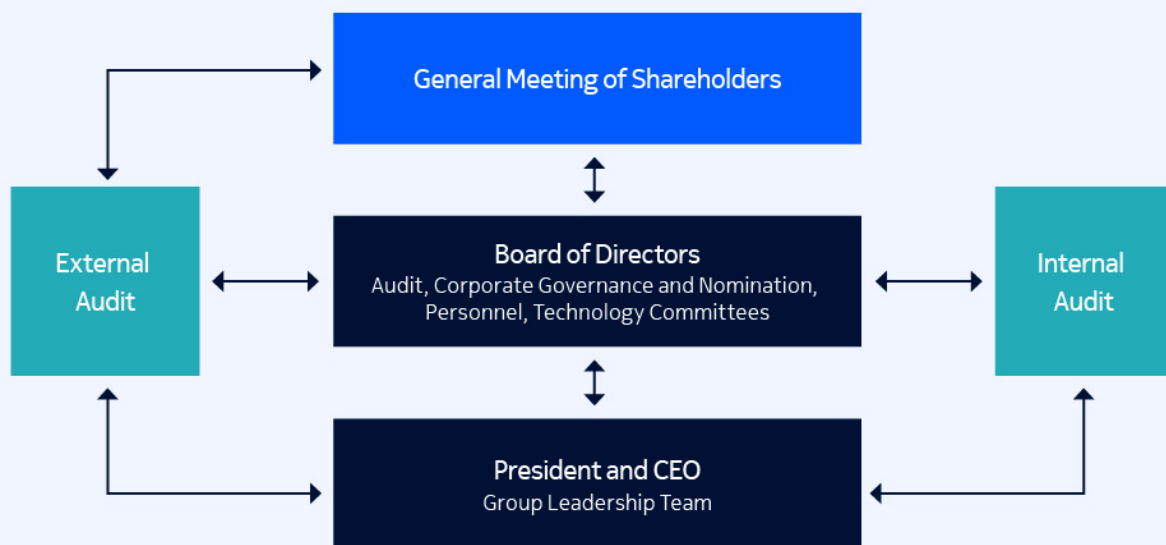 General Meeting of Shareholders
External
Audit
Board of Directors
Audit, Corporate Governance and Nomination,
Personnel, Technology Committees
Internal
Audit
President and CEO
Group Leadership Team